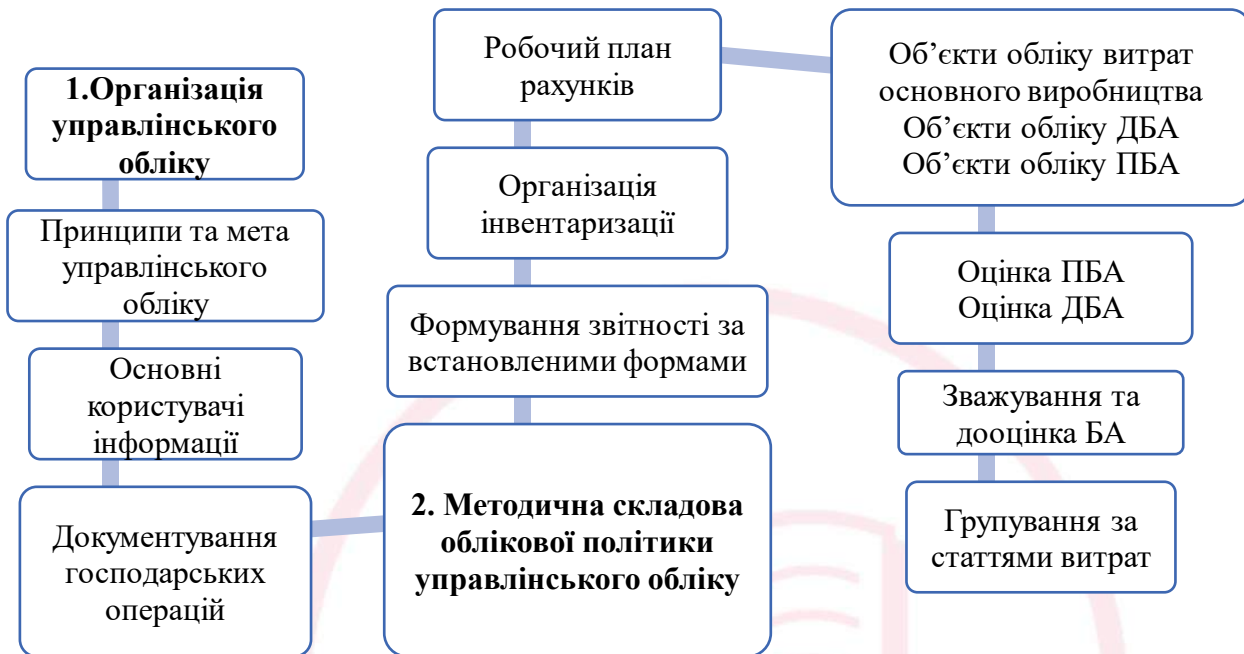 1.Організація
управлінського
обліку
Принципи та мета
управлінського
обліку
Основні
користувачі
інформації
Документування
господарських
операцій
2. Методична складова
облікової політики
управлінського обліку
Формування звітності за
встановленими формами
Організація
інвентаризації
Робочий план
рахунків
Об’єкти обліку витрат
основного виробництва
Об’єкти обліку ДБА
Об’єкти обліку ПБА
Оцінка ПБА
Оцінка ДБА
Зважування та
дооцінка БА
Групування за
статтями витрат